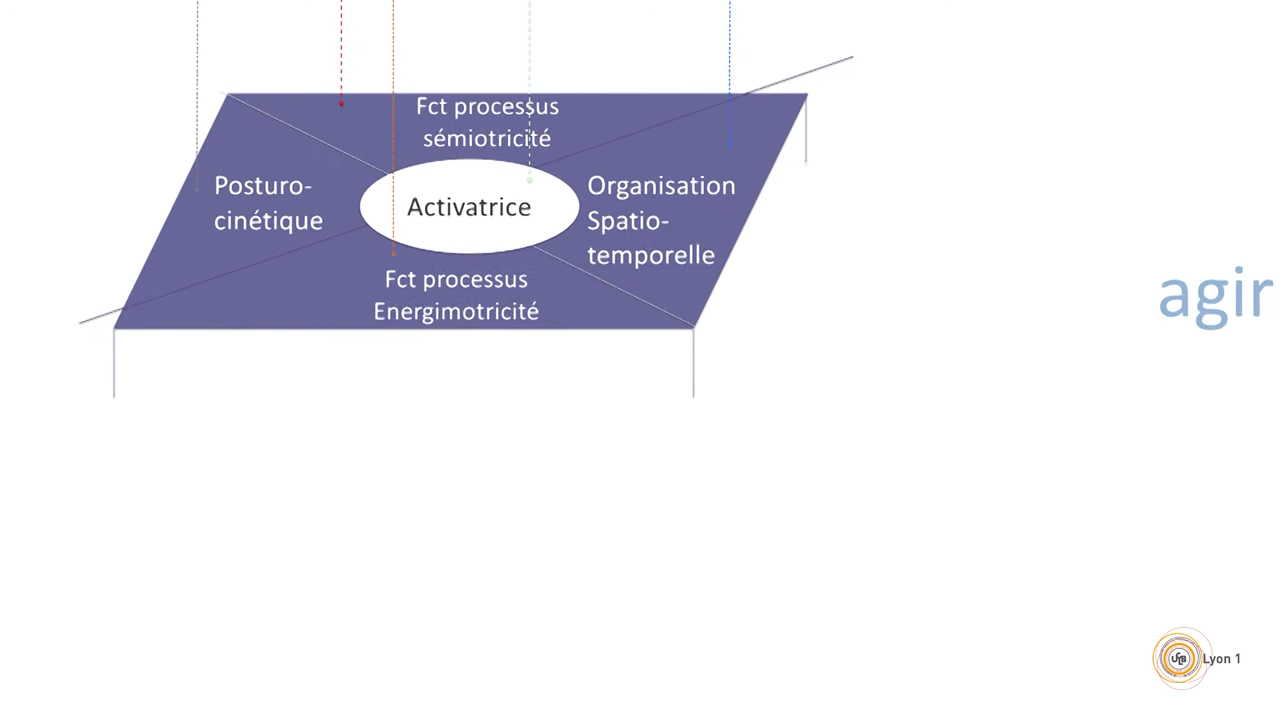 Fct processus
sémiotricité
Posturo-
cinétique
Activatrice
Organisation
Spatio-
temporelle
Fct processus
Energimotricité
agir
Lyon 1